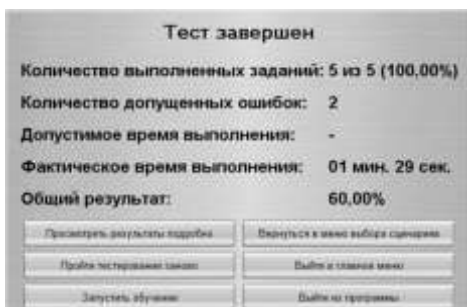 Тест завершен
Количество выполненных заданий: 5 из 5 (100,00%)
Количество допущенных ошибок: 2
Допустимое время выполнения: -
Фактическое время выполнения: 01 мин. 29 сек.
Общий результат: 60,00%
Просмотреть результаты подробно Вернуться в меню выбора сценариев
Пройти тестирование заново Выйти в главное меню
Запустить обучение Выйти из программы